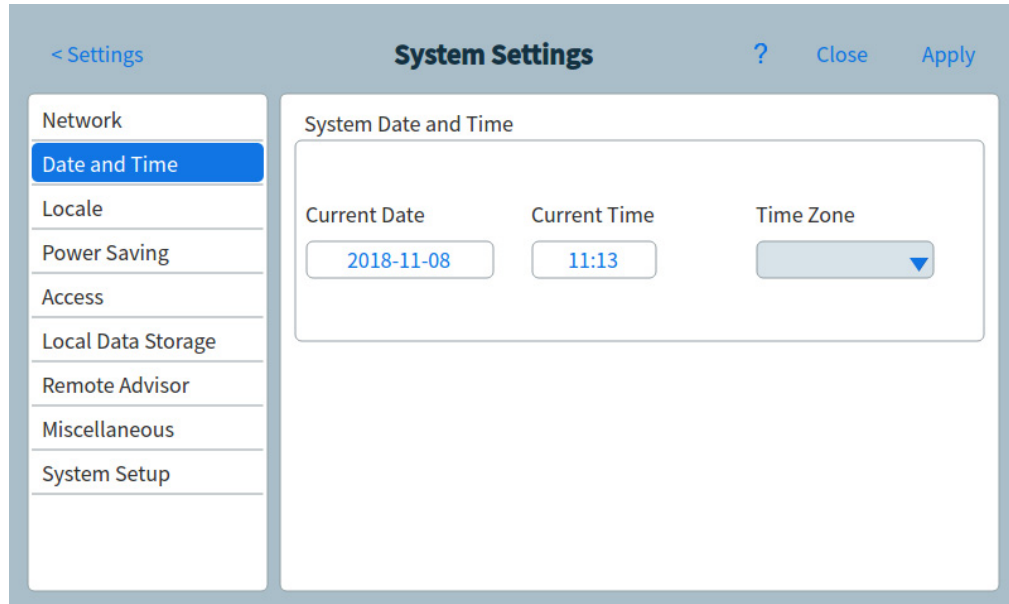 < Settings System Settings ? Close Apply
Network
Date and Time
Locale
Power Saving
Access
Local Data Storage
Remote Advisor
Miscellaneous
System Setup
System Date and Time
Current Date Current Time Time Zone
2018-11-08 11:13